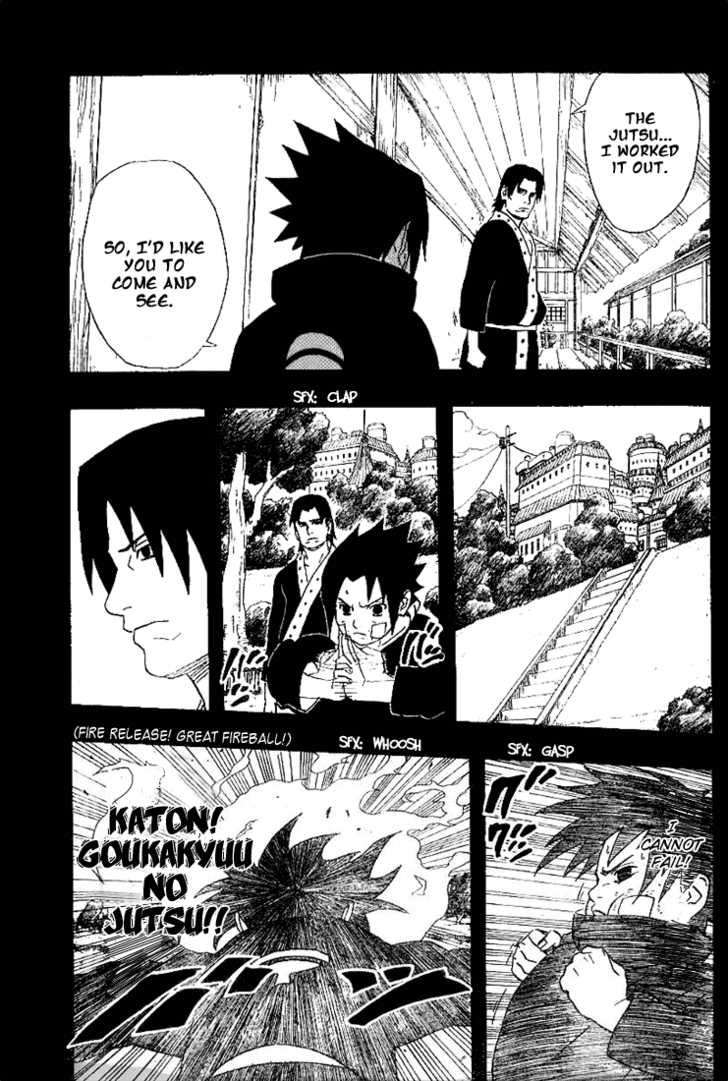 THE
JUTSU...
I WORKED
IT OUT.
SO, I'D LIKE
YOU TO
COME AND
SEE.
SFX: CLAP
SFX: GASP
I
CANNOT
FAIL!
(FIRE RELEASE! GREAT FIREBALL!)
SFX: WHOOSH
KATON!
GOUKAKYUU
NO
JUTSU!!